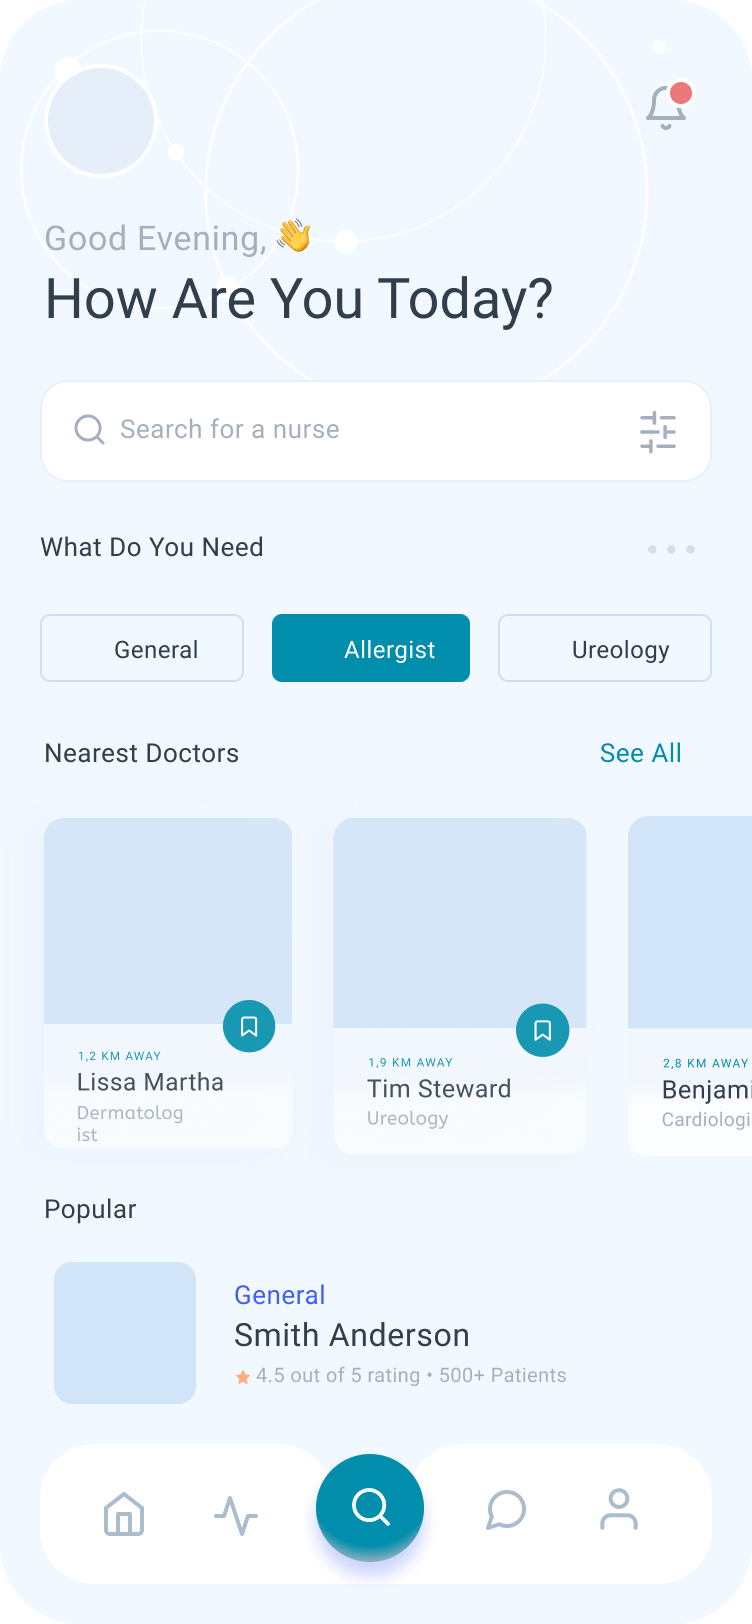 Good Evening, 👋
How Are You Today?
Search for a nurse
What Do You Need
General
Allergist
Ureology
Nearest Doctors
See All
1,2 KM AWAY
Lissa Martha
Dermatolog
ist
1,9 KM AWAY
Tim Steward
Ureology
2,8 KM AWAY
Benjami
Cardiologi
Popular
General
Smith Anderson
4.5 out of 5 rating • 500+ Patients